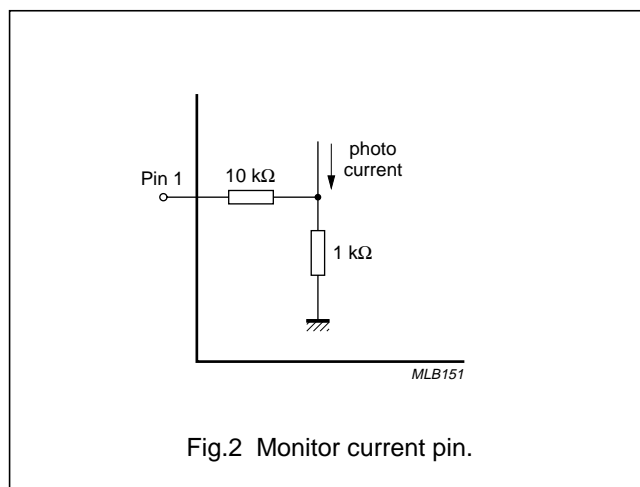 photo
current
Pin 1
10 kΩ
1 kΩ
MLB151
Fig.2 Monitor current pin.